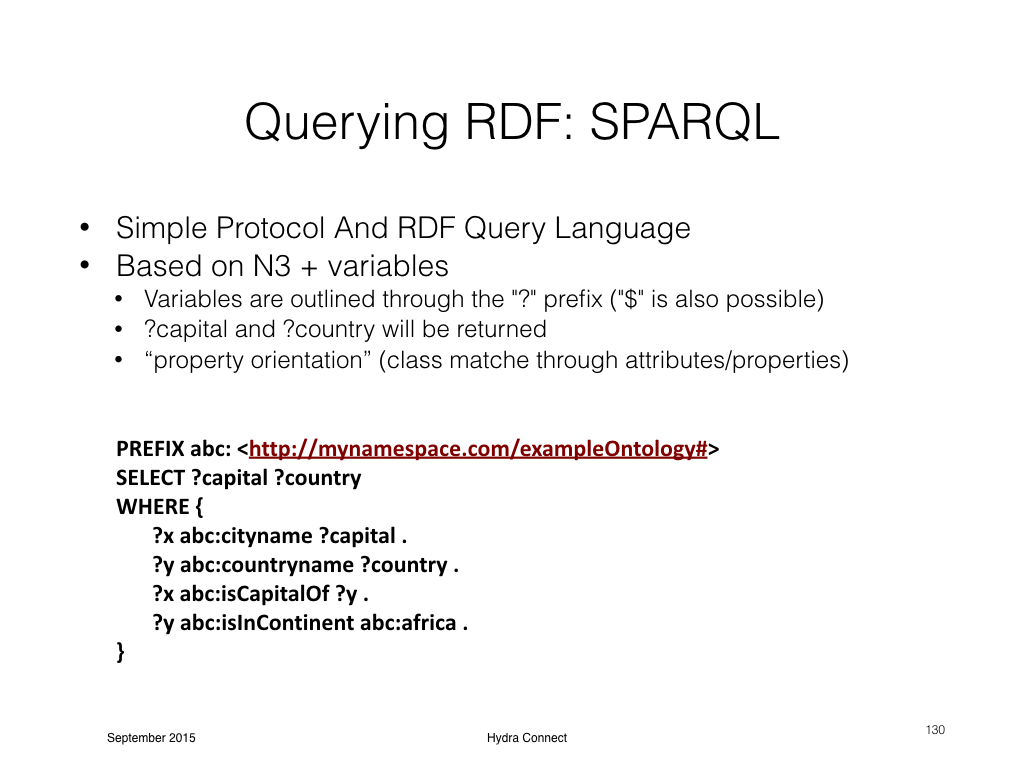 Querying RDF: SPARQL
• Simple Protocol And RDF Query Language
• Based on N3 + variables
• Variables are outlined through the "?" prefix ("$" is also possible)
• ?capital and ?country will be returned
• “property orientation” (class matche through attributes/properties)
PREFIX abc: <http://mynamespace.com/exampleOntology#>
SELECT ?capital ?country
WHERE {
?x abc:cityname ?capital .
?y abc:countryname ?country .
?x abc:isCapitalOf ?y .
?y abc:isInContinent abc:africa .
}
September 2015
Hydra Connect
130